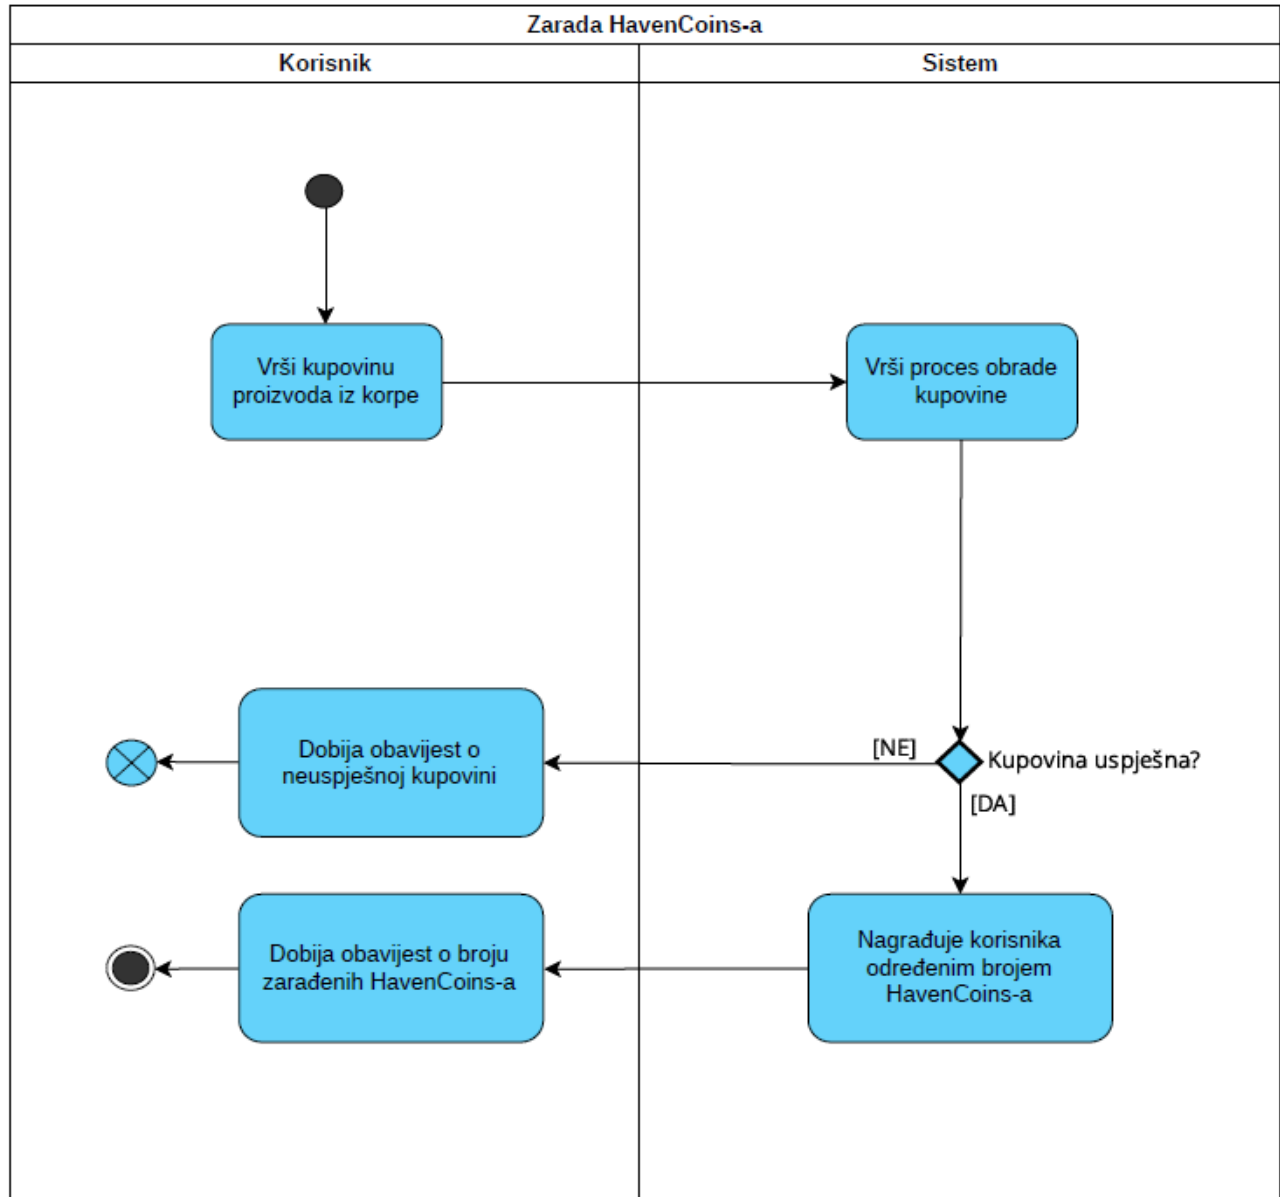 Zarada HavenCoins-a
Korisnik
Sistem
Vrši kupovinu
proizvoda iz korpe
Vrši proces obrade
kupovine
Dobija obavijest o
neuspješnoj kupovini
[NE]
Kupovina uspješna?
[DA]
Dobija obavijest o broju
zarađenih HavenCoins-a
Nagrađuje korisnika
određenim brojem
HavenCoins-a